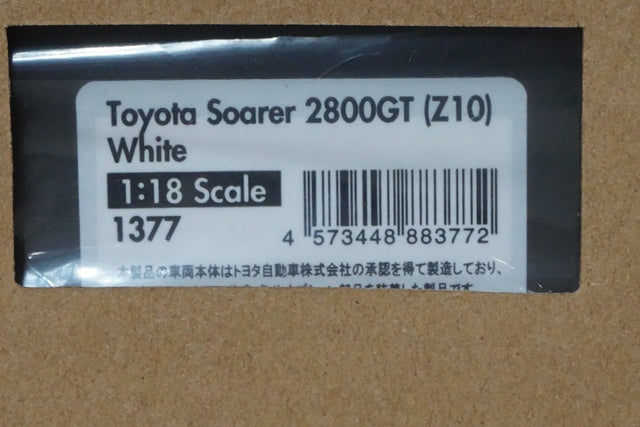 Toyota Soarer 2800GT (Z10)
White
1:18 Scale
1377
4 573448 883772
本製品の車両本体はトヨタ自動車株式会社の承認を得て製造しており、